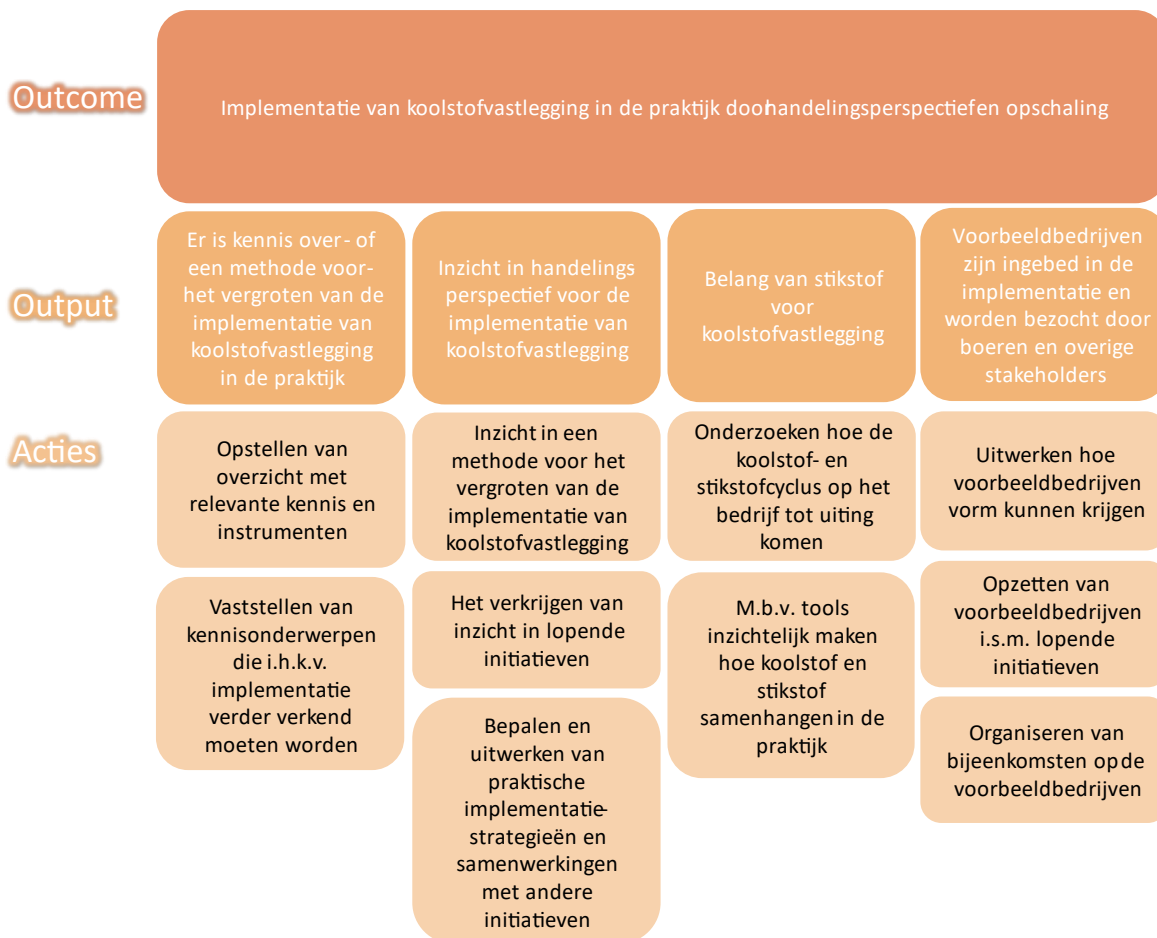 Outcome
Implementatie van koolstofvastlegging in de praktijk doorhandelingsperspectiefen opschaling
Output
Er is kennis over- of
een methode voor-
het vergroten van de
implementatie van
koolstofvastlegging
in de praktijk
Inzicht in handelings-
perspectief voor de
implementatie van
koolstofvastlegging
Belang van stikstof
voor
koolstofvastlegging
Voorbeeldbedrijven
zijn ingebed in de
implementatie en
worden bezocht door
boeren en overige
stakeholders
Acties
Opstellen van
overzicht met
relevante kennis en
instrumenten
Vaststellen van
kennisonderwerpen
die i.h.k.v.
implementatie
verder verkend
moeten worden
Inzicht in een
methode voor het
vergroten van de
implementatie van
koolstofvastlegging
Het verkrijgen van
inzicht in lopende
initiatieven
Bepalen en
uitwerken van
praktische
implementatie-
strategieën en
samenwerkingen
met andere
initiatieven
Onderzoeken hoe de
koolstof- en
stikstofcyclus op het
bedrijf tot uiting
komen
M.b.v. tools
inzichtelijk maken
hoe koolstof en
stikstof
samenhangen in de
praktijk
Uitwerken hoe
voorbeeldbedrijven
vorm kunnen krijgen
Opzetten van
voorbeeldbedrijven
i.s.m. lopende
initiatieven
Organiseren van
bijeenkomsten op de
voorbeeldbedrijven